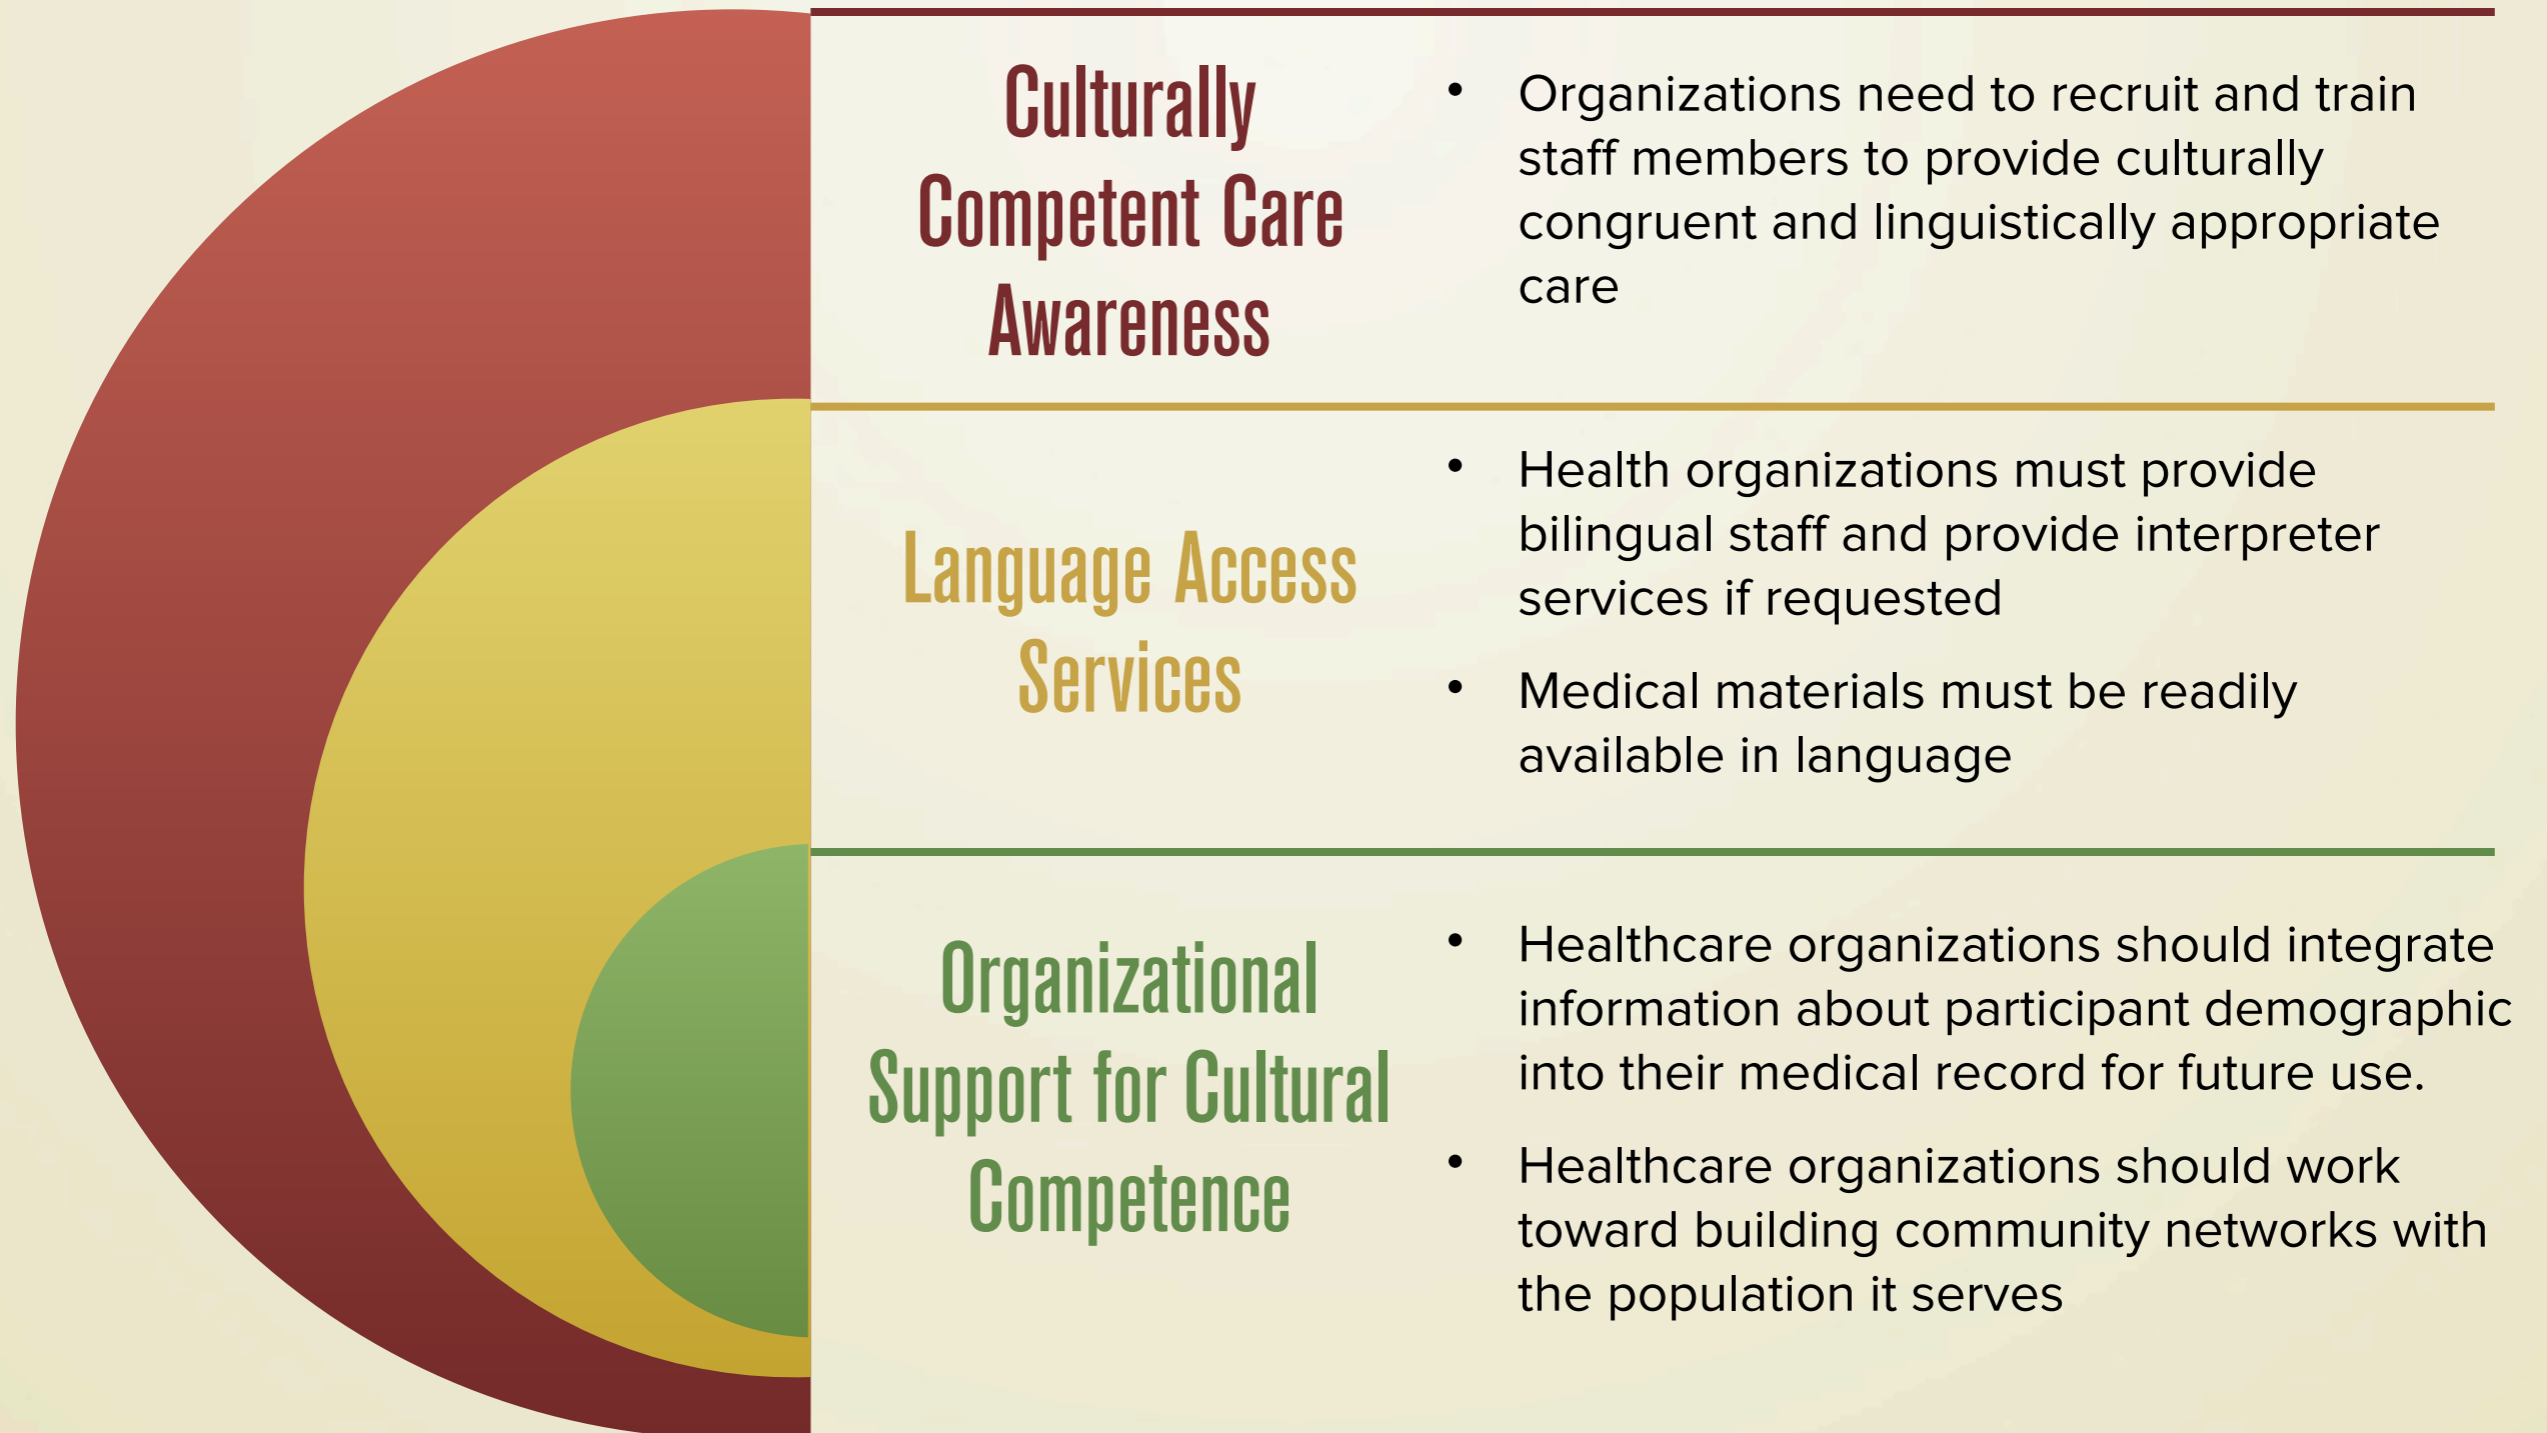 Culturally
Competent Care
Awareness
• Organizations need to recruit and train
staff members to provide culturally
congruent and linguistically appropriate
care
Language Access
Services
• Health organizations must provide
bilingual staff and provide interpreter
services if requested
• Medical materials must be readily
available in language
Organizational
Support for Cultural
Competence
• Healthcare organizations should integrate
information about participant demographic
into their medical record for future use.
• Healthcare organizations should work
toward building community networks with
the population it serves